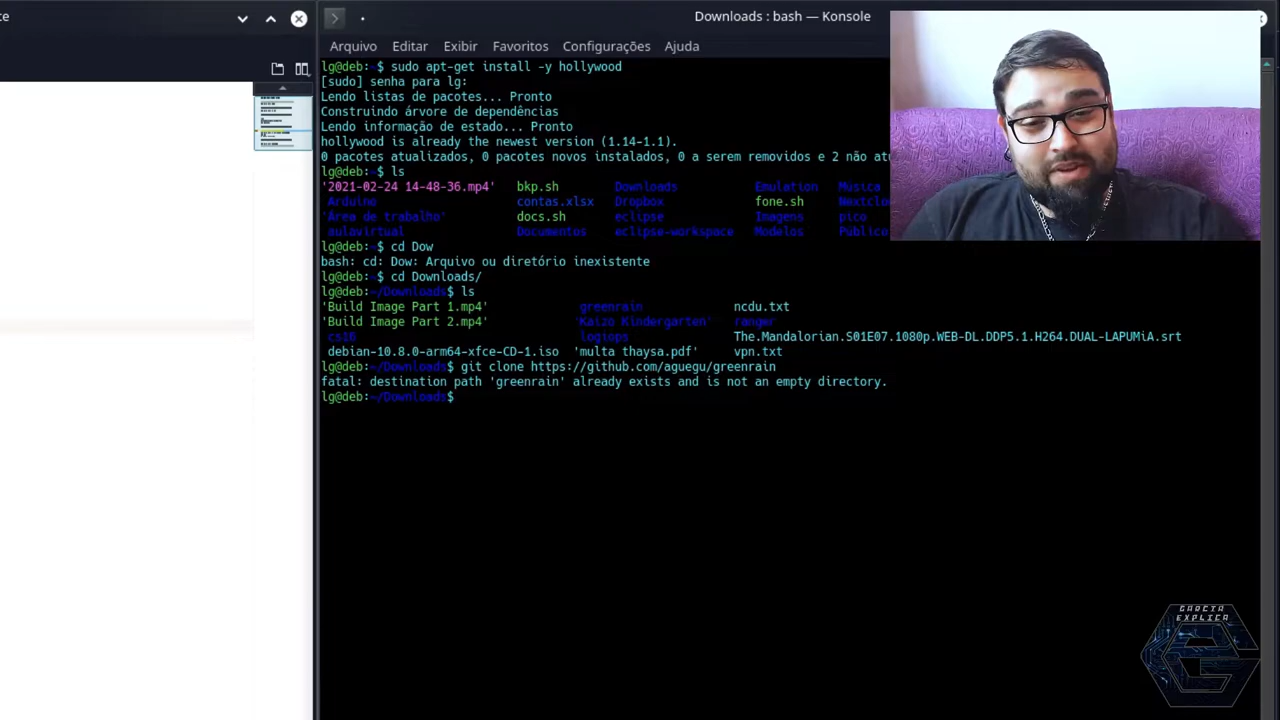 te
Downloads : bash — Konsole
Arquivo Editar Exibir Favoritos Configurações Ajuda
lg@deb:~$ sudo apt-get install -y hollywood
[sudo] senha para lg:
Lendo listas de pacotes... Pronto
Construindo árvore de dependências
Lendo informação de estado... Pronto
hollywood is already the newest version (1.14-1.1).
0 pacotes atualizados, 0 pacotes novos instalados, 0 a serem removidos e 2 não atu
lg@deb:~$ ls
'2021-02-24 14-48-36.mp4' bkp.sh Downloads Emulation Música
Arduino contas.xlsx Dropbox fone.sh Nextclo
'Área de trabalho' docs.sh eclipse Imagens pico
aulavirtual Documentos eclipse-workspace Modelos Público
lg@deb:~$ cd Dow
bash: cd: Dow: Arquivo ou diretório inexistente
lg@deb:~$ cd Downloads/
lg@deb:~/Downloads$ ls
'Build Image Part 1.mp4' greenrain ncdu.txt
'Build Image Part 2.mp4' 'Kaizo Kindergarten' ranger
cs16 logiops The.Mandalorian.S01E07.1080p.WEB-DL.DDP5.1.H264.DUAL-LAPUMiA.srt
debian-10.8.0-arm64-xfce-CD-1.iso 'multa thaysa.pdf' vpn.txt
lg@deb:~/Downloads$ git clone https://github.com/aguegu/greenrain
fatal: destination path 'greenrain' already exists and is not an empty directory.
lg@deb:~/Downloads$
GARCIA
EXPLICA